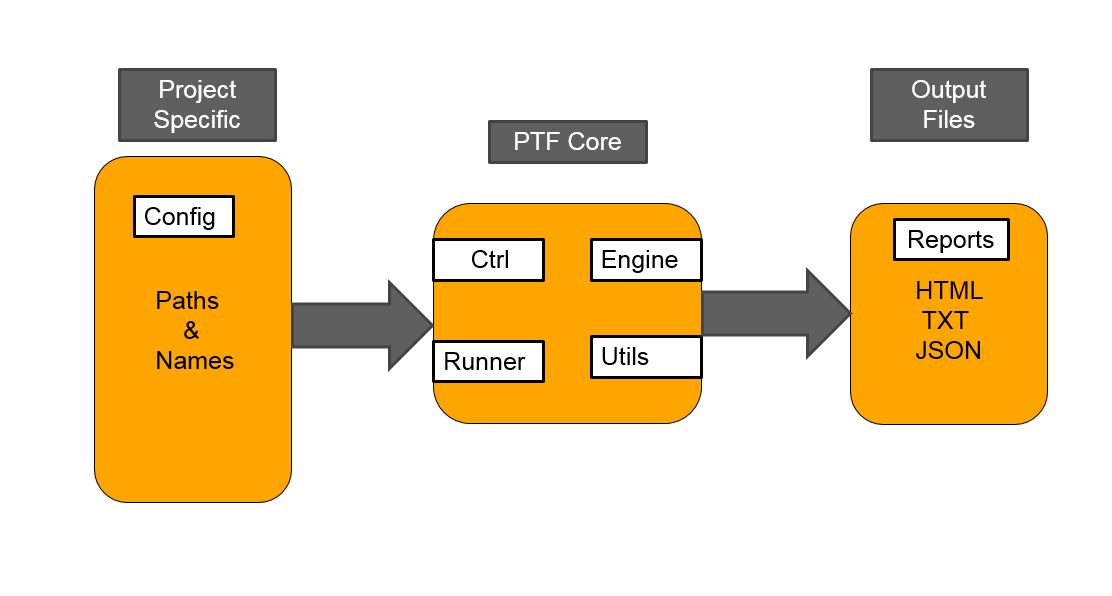 Project
Specific
Config
Paths
&
Names
PTF Core
Ctrl
Engine
Runner
Utils
Output
Files
Reports
HTML
TXT
JSON